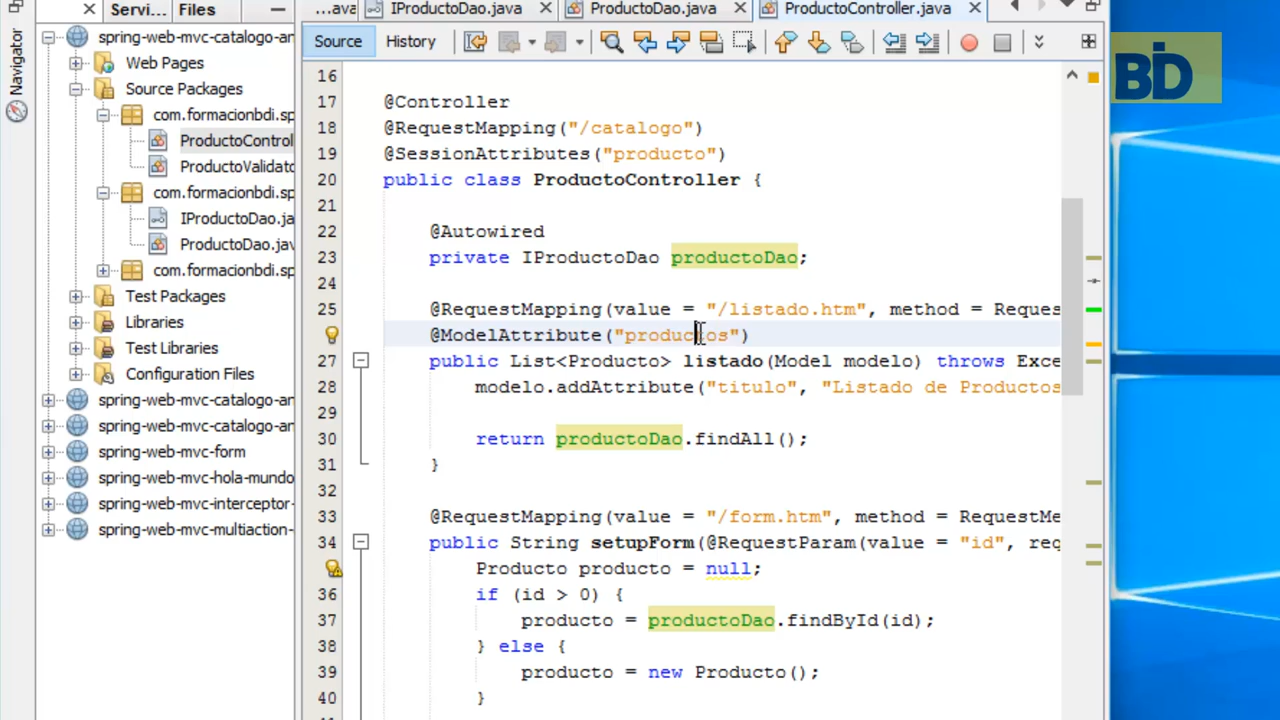 Servi...
Files
...ava
IProductoDao.java
ProductoDao.java
ProductoController.java
Navigator
Source
History
BD
spring-web-mvc-catalogo-an
Web Pages
Source Packages
com.formacionbdi.sp
ProductoControl
ProductoValidato
com.formacionbdi.sp
IProductoDao.ja
ProductoDao.jav
com.formacionbdi.sp
Test Packages
Libraries
Test Libraries
Configuration Files
spring-web-mvc-catalogo-an
spring-web-mvc-catalogo-an
spring-web-mvc-form
spring-web-mvc-hola-mundo
spring-web-mvc-interceptor-
spring-web-mvc-multiaction-
16
17 @Controller
18 @RequestMapping("/catalogo")
19 @SessionAttributes("producto")
20 public class ProductoController {
21
22 @Autowired
23 private IProductoDao productoDao;
24
25 @RequestMapping(value = "/listado.htm", method = Reques
@ModelAttribute("productos")
27 public List<Producto> listado(Model modelo) throws Exce
28 modelo.addAttribute("titulo", "Listado de Productos
29
30 return productoDao.findAll();
31 }
32
33 @RequestMapping(value = "/form.htm", method = RequestMe
34 public String setupForm(@RequestParam(value = "id", req
Producto producto = null;
36 if (id > 0) {
37 producto = productoDao.findById(id);
38 } else {
39 producto = new Producto();
40 }